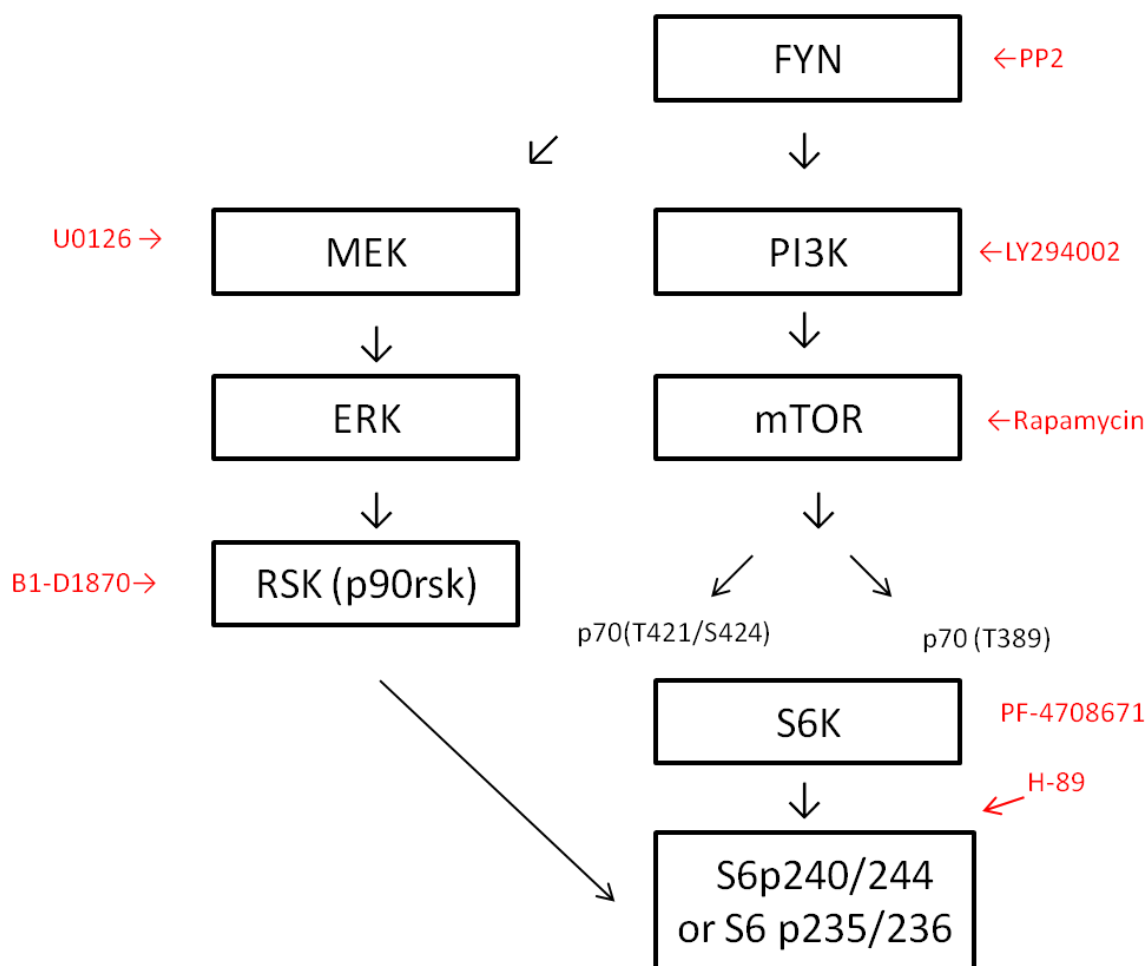 FYN
←PP2
U0126 →
MEK
PI3K
←LY294002
ERK
mTOR
←Rapamycin
B1-D1870→
RSK (p90rsk)
p70(T421/S424)
p70 (T389)
S6K
PF-4708671
H-89
S6p240/244
or S6 p235/236